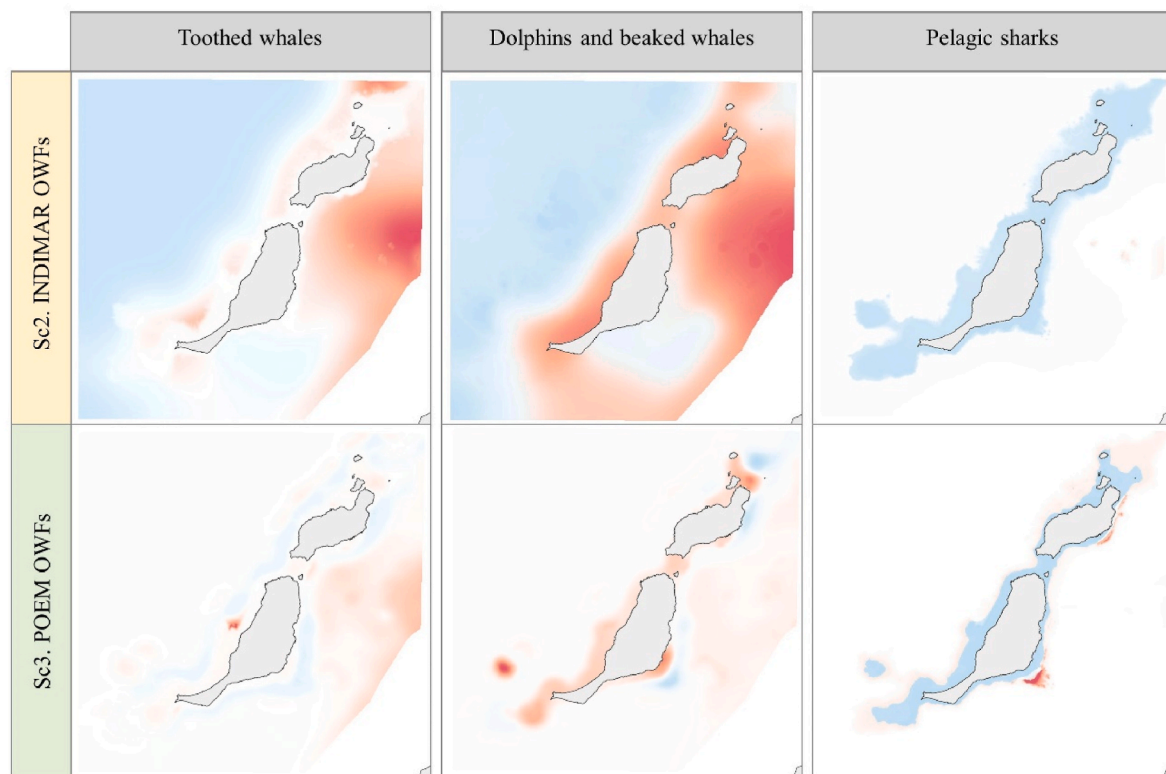 Toothed whales
Dolphins and beaked whales
Pelagic sharks
Sc2. INDIMAR OWFs
Sc3. POEM OWFs